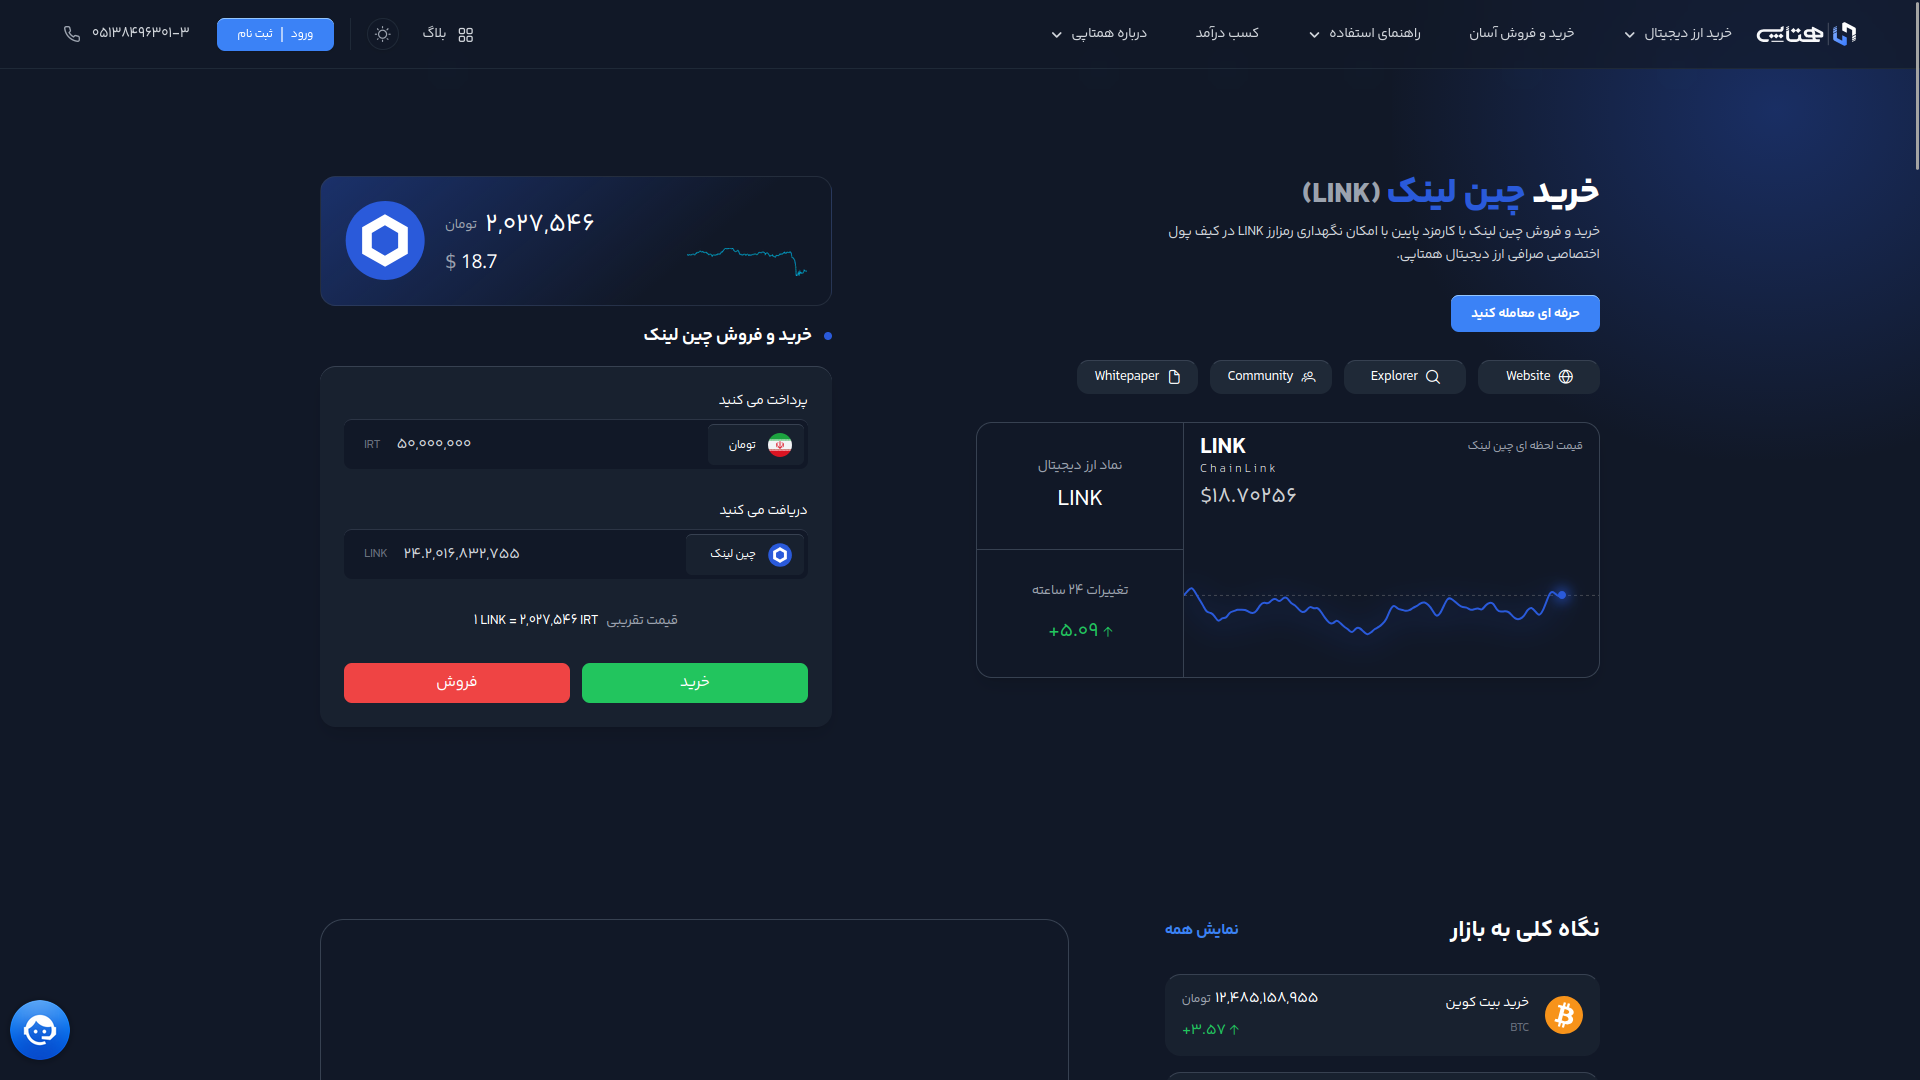 همتاپی
خرید ارز دیجیتال
خرید و فروش آسان
راهنمای استفاده
کسب درآمد
درباره همتاپی
بلاگ
ورود | ثبت نام
۰۵۱۳۸۴۹۶۳۰۱-۳
خرید چین لینک (LINK)
خرید و فروش چین لینک با کارمزد پایین با امکان نگهداری رمزارز LINK در کیف پول
اختصاصی صرافی ارز دیجیتال همتاپی.
حرفه ای معامله کنید
Website
Explorer
Community
Whitepaper
قیمت لحظه ای چین لینک
LINK
ChainLink
$۱۸.۷۰۲۵۶
نماد ارز دیجیتال
LINK
تغییرات ۲۴ ساعته
+۵.۰۹
۲,۰۲۷,۵۴۶ تومان
$ 18.7
خرید و فروش چین لینک
پرداخت می کنید
تومان
۵۰,۰۰۰,۰۰۰ IRT
دریافت می کنید
چین لینک
۲۴.۲,۰۱۶,۸۳۲,۷۵۵ LINK
قیمت تقریبی ۱ LINK = ۲,۰۲۷,۵۴۶ IRT
خرید
فروش
نگاه کلی به بازار
نمایش همه
خرید بیت کوین
BTC
۱۲,۴۸۵,۱۵۸,۹۵۵ تومان
+۳.۵۷